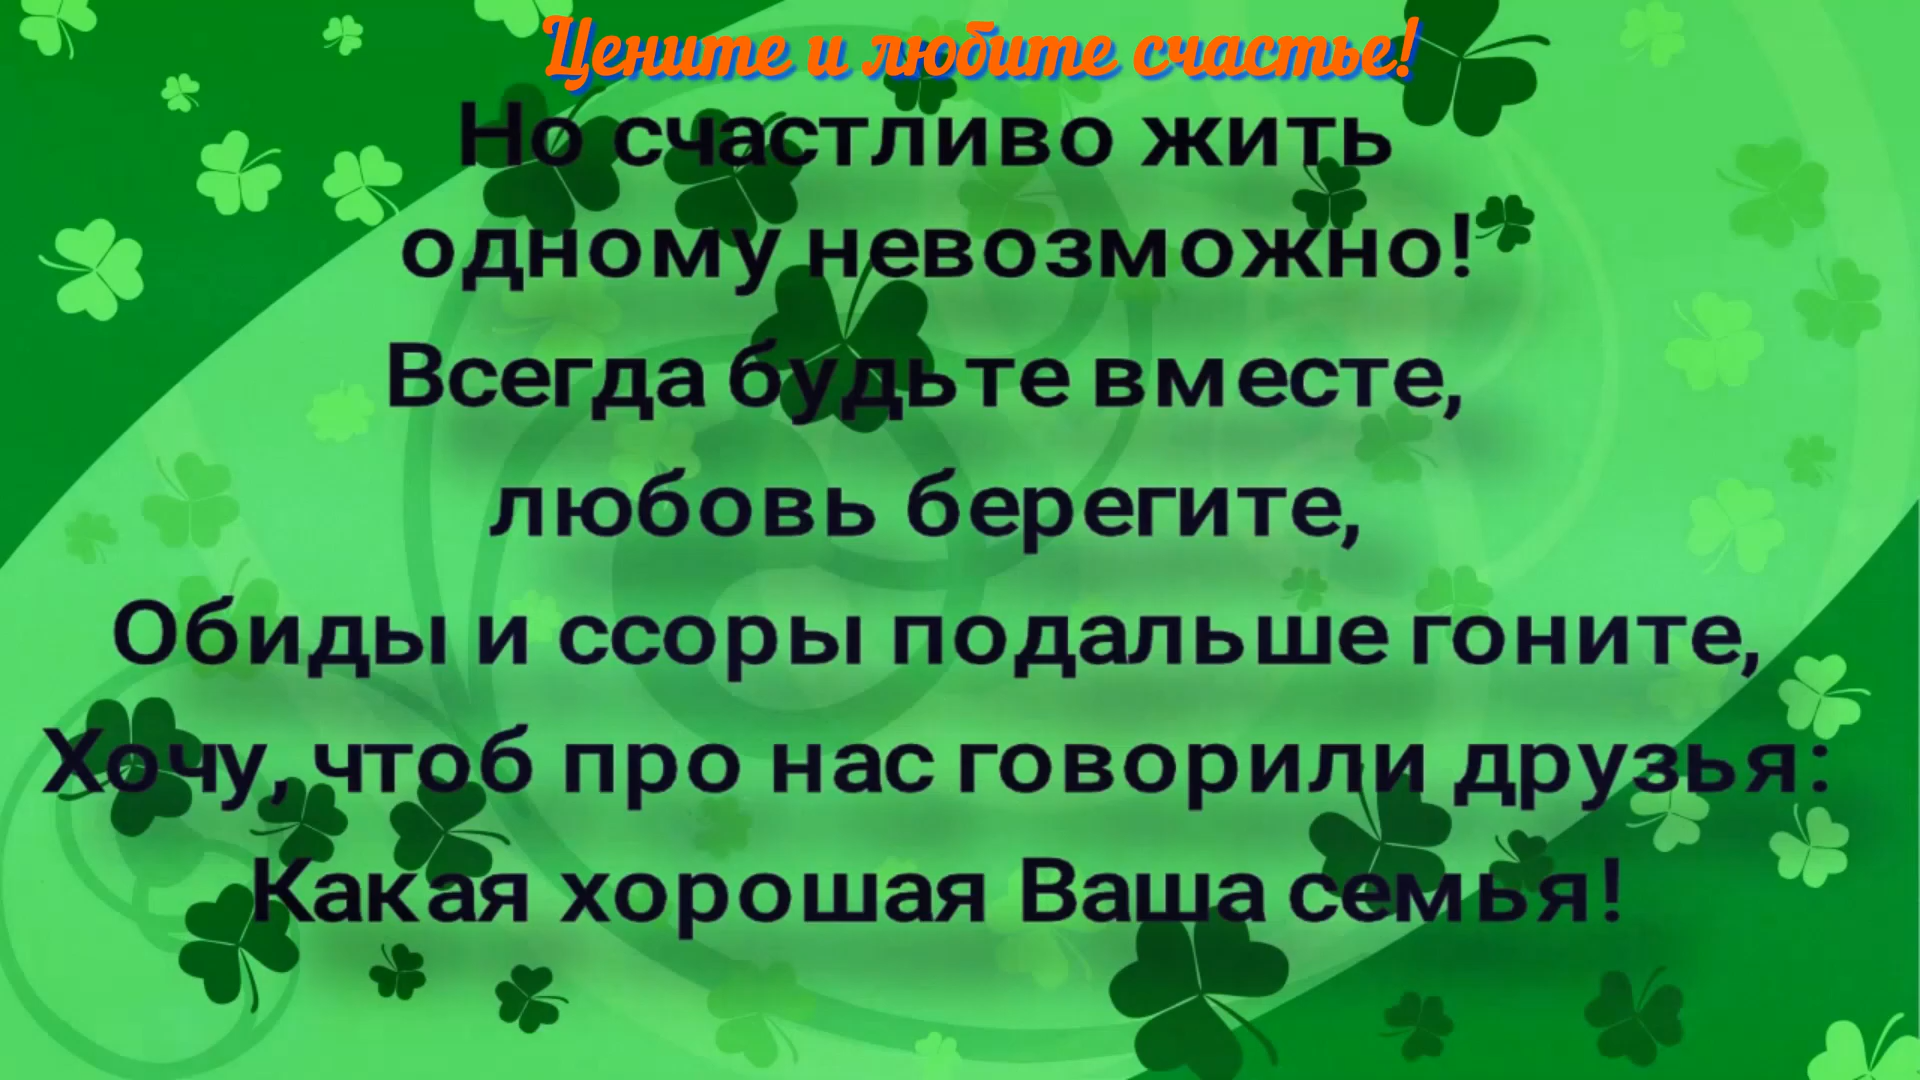 Цените и любите счастье!
Но счастливо жить
одному невозможно!
Всегда будьте вместе,
любовь берегите,
Обиды и ссоры подальше гоните,
Хочу, чтоб про нас говорили друзья:
Какая хорошая Ваша семья!